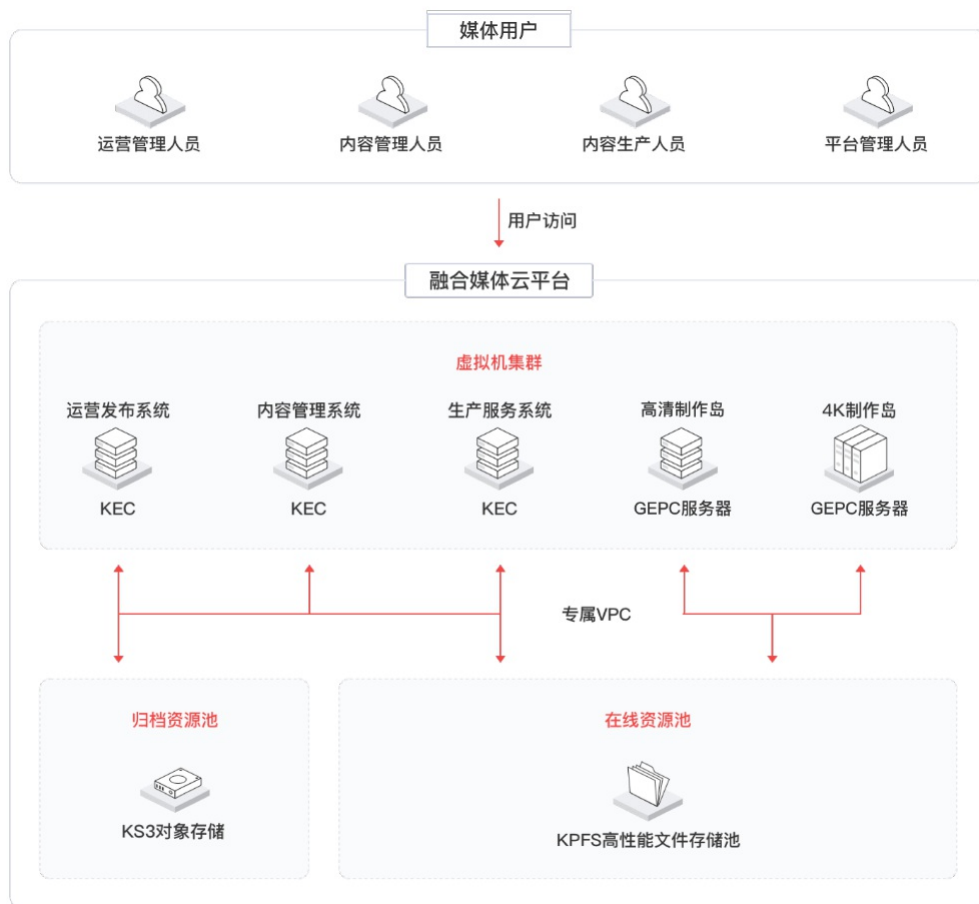 媒体用户
运营管理人员
内容管理人员
内容生产人员
平台管理人员
用户访问
融合媒体云平台
虚拟机集群
运营发布系统
内容管理系统
生产服务系统
高清制作岛
4K制作岛
KEC
KEC
KEC
GEPC服务器
GEPC服务器
专属VPC
归档资源池
在线资源池
KS3对象存储
KPFS高性能文件存储池